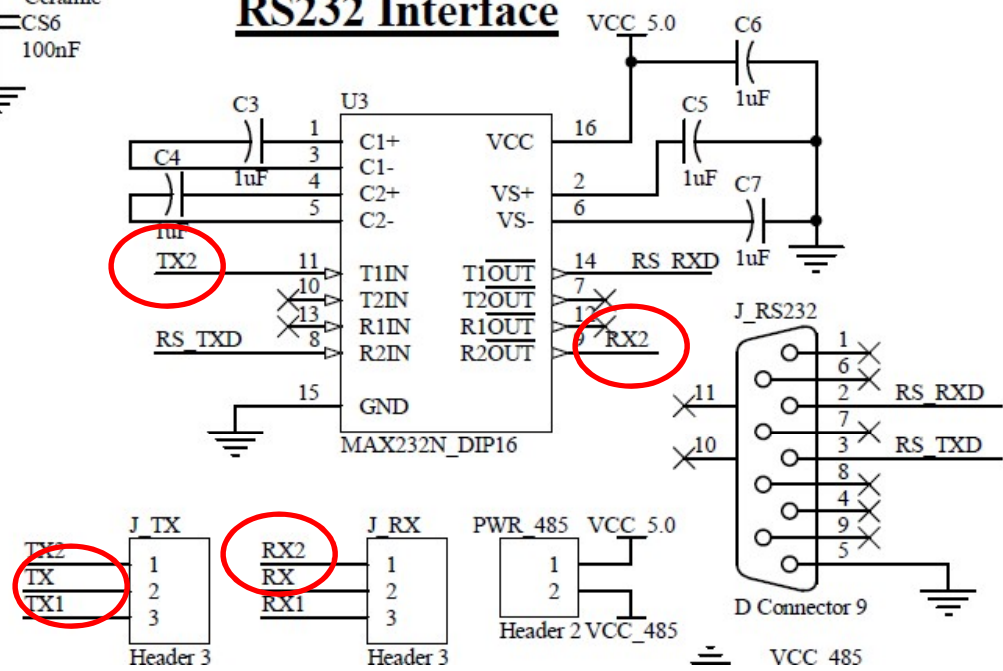 Ceramic
CS6
100nF
RS232 Interface
VCC_5.0
C6
1uF
C3
1uF
C4
1uF
U3
C5
1uF
C7
1uF
1 C1+ VCC 16
3 C1-
4 C2+ VS+ 2
5 C2- VS- 6
TX2 11 T1IN T1OUT 14 RS_RXD
10 T2IN T2OUT 7
13 R1IN R1OUT 12
RS_TXD 8 R2IN R2OUT 9 RX2
15 GND
MAX232N_DIP16
J_RS232
1
6
11 2 RS_RXD
7
10 3 RS_TXD
8
4
9
5
D Connector 9
J_TX
TX2 1
TX 2
TX1 3
Header 3
J_RX
RX2 1
RX 2
RX1 3
Header 3
PWR_485 VCC_5.0
1
2
Header 2 VCC_485
VCC_485